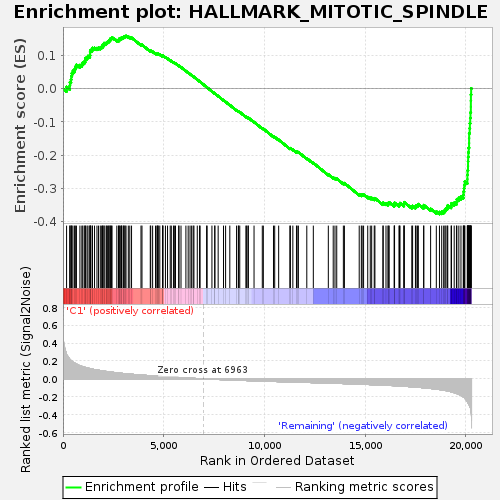 Enrichment plot: HALLMARK_MITOTIC_SPINDLE
Enrichment score (ES)
0.1
0.0
-0.1
-0.2
-0.3
-0.4
'C1' (positively correlated)
Ranked list metric (Signal2Noise)
0.8
0.6
0.4
0.2
0.0
-0.2
-0.4
-0.6
Zero cross at 6963
'Remaining' (negatively correlated)
0
5,000
10,000
15,000
20,000
Rank in Ordered Dataset
Enrichment profile
Hits
Ranking metric scores